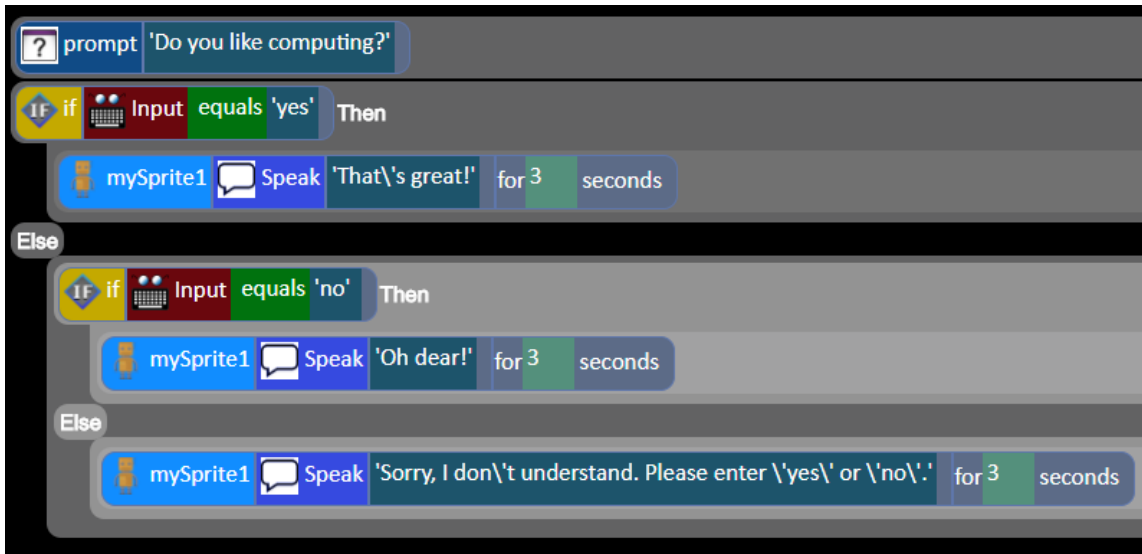 ? prompt 'Do you like computing?'
IF if Input equals 'yes' Then
mySprite1 Speak 'That\'s great!' for 3 seconds
Else
IF if Input equals 'no' Then
mySprite1 Speak 'Oh dear!' for 3 seconds
Else
mySprite1 Speak 'Sorry, I don\'t understand. Please enter \'yes\' or \'no\'.' for 3 seconds